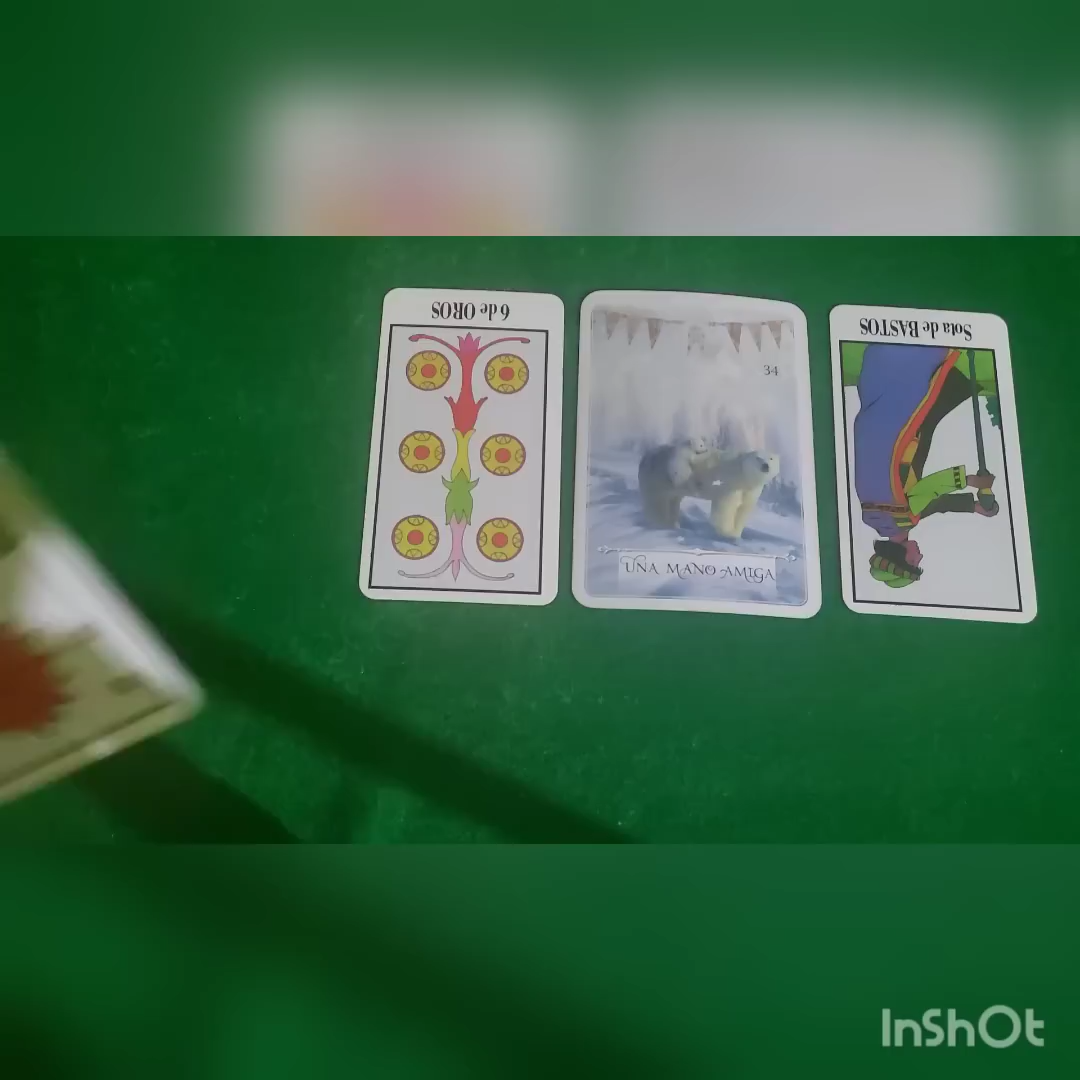 6 de OROS
34
UNA MANO AMIGA
Sota de BASTOS
InShOt